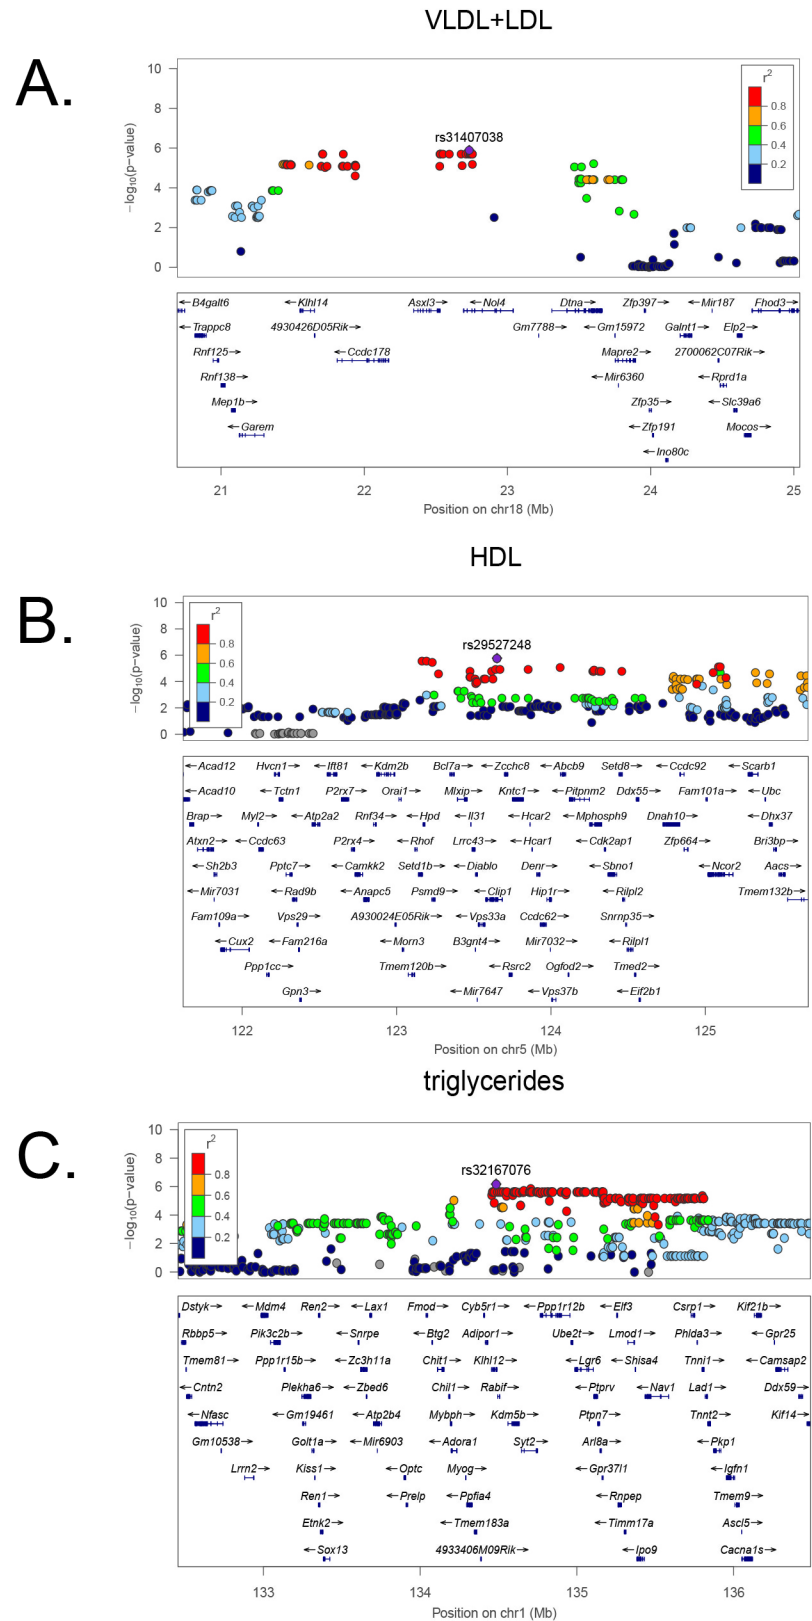 VLDL+LDL
A.
10
8
6
4
2
0
−log10(p−value)
rs31407038
r2
0.8
0.6
0.4
0.2
←B4galt6 ←Klhl14 Asxl3→ ←Nol4 Dtna→ Zfp397→ ←Mir187 Fhod3→
←Trappc8 4930426D05Rik→ Gm7788→ ←Gm15972 Galnt1→ Elp2→
Rnf125→ ←Ccdc178 Mapre2→ 2700062C07Rik→
Rnf138→ ←Mir6360 ←Rprd1a
Mep1b→ Zfp35→ ←Slc39a6
←Garem ←Zfp191 Mocos→
←Ino80c
21 22 23 24 25
Position on chr18 (Mb)
HDL
B.
10
8
6
4
2
0
−log10(p−value)
rs29527248
r2
0.8
0.6
0.4
0.2
←Acad12 Hvcn1→ ←Ift81 ←Kdm2b Bcl7a→ ←Zcchc8 ←Abcb9 Setd8→ ←Ccdc92 ←Scarb1
←Acad10 ←Tctn1 P2rx7→ Orai1→ Mlxip→ ←Kntc1 ←Pitpnm2 Ddx55→ Fam101a→ ←Ubc
Brap→ Myl2→ ←Atp2a2 Rnf34→ ←Hpd ←Il31 ←Hcar2 ←Mphosph9 Dnah10→ ←Dhx37
Atxn2→ ←Ccdc63 P2rx4→ ←Rhof Lrrc43→ ←Hcar1 ←Cdk2ap1 Zfp664→ Bri3bp→
←Sh2b3 Pptc7→ ←Camkk2 Setd1b→ ←Diablo Denr→ ←Sbno1 ←Ncor2 Aacs→
←Mir7031 ←Rad9b ←Anapc5 Psmd9→ ←Clip1 Hip1r→ ←Rilpl2 Tmem132b→
Fam109a→ Vps29→ A930024E05Rik→ ←Vps33a Ccdc62→ Snrnp35→
←Cux2 ←Fam216a ←Morn3 B3gnt4→ Mir7032→ ←Rilpl1
Ppp1cc→ Tmem120b→ ←Rsrc2 Ogfod2→ Tmed2→
Gpn3→ ←Mir7647 ←Vps37b ←Eif2b1
122 123 124 125
Position on chr5 (Mb)
triglycerides
C.
10
8
6
4
2
0
−log10(p−value)
rs32167076
r2
0.8
0.6
0.4
0.2
Dstyk→ ←Mdm4 Ren2→ ←Lax1 Fmod→ Cyb5r1→ ←Ppp1r12b Elf3→ Csrp1→ Kif21b→
Rbbp5→ Pik3c2b→ Snrpe→ ←Btg2 Adipor1→ Ube2t→ Lmod1→ Phlda3→ Gpr25→
Tmem81→ Ppp1r15b→ ←Zc3h11a Chit1→ Klhl12→ ←Lgr6 Shisa4→ Tnni1→ ←Camsap2
←Cntn2 Plekha6→ ←Zbed6 Chil1→ Rabif→ ←Ptprv ←Nav1 Lad1→ Ddx59→
←Nfasc ←Gm19461 ←Atp2b4 Mybph→ Kdm5b→ Ptpn7→ Tnnt2→ Kif14→
Gm10538→ Golt1a→ ←Mir6903 ←Adora1 Syt2→ Arl8a→ ←Pkp1
Lrrn2→ Kiss1→ ←Optc Myog→ ←Gpr37l1 ←Igfn1
Ren1→ ←Prelp ←Ppfia4 ←Rnpep Tmem9→
Etnk2→ ←Tmem183a ←Timm17a Ascl5→
←Sox13 4933406M09Rik→ ←Ipo9 Cacna1s→
133 134 135 136
Position on chr1 (Mb)